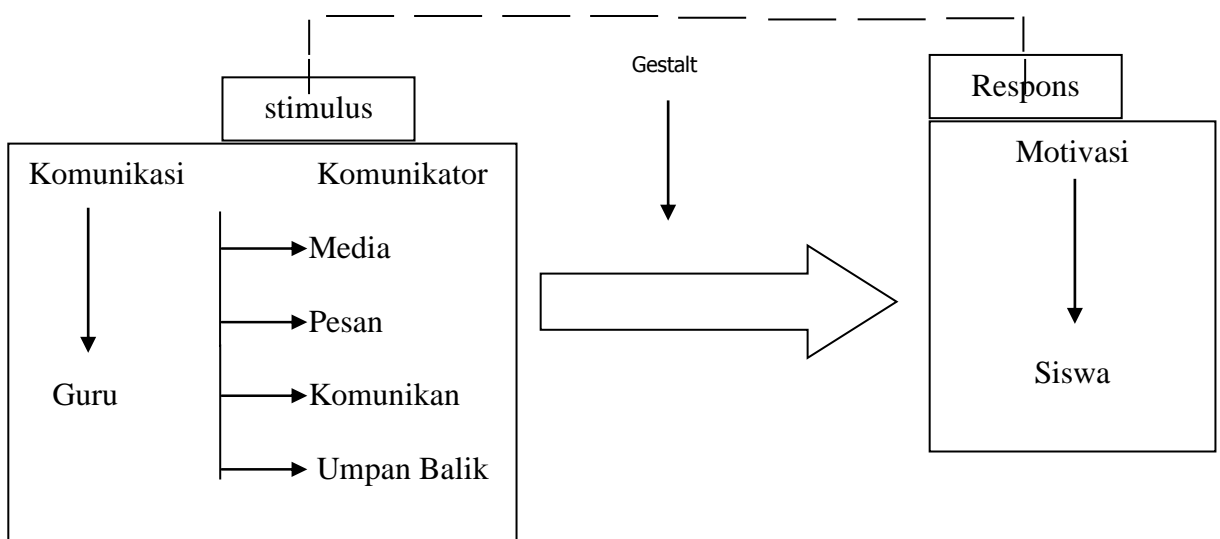 Gestalt
stimulus
Respons
Komunikasi
Komunikator
Media
Pesan
Guru
Komunikan
Umpan Balik
Motivasi
Siswa